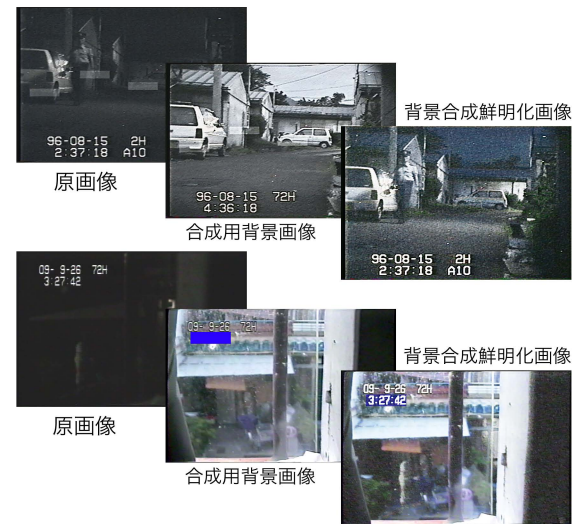 96-08-15 2H
2:37:18 A10
原画像
96-08-15 72H
4:36:18
合成用背景画像
背景合成鮮明化画像
96-08-15 2H
2:37:18 A10
09- 9-26 72H
3:27:42
原画像
09- 9-26 72H
合成用背景画像
背景合成鮮明化画像
09- 9-26 72H
3:27:42